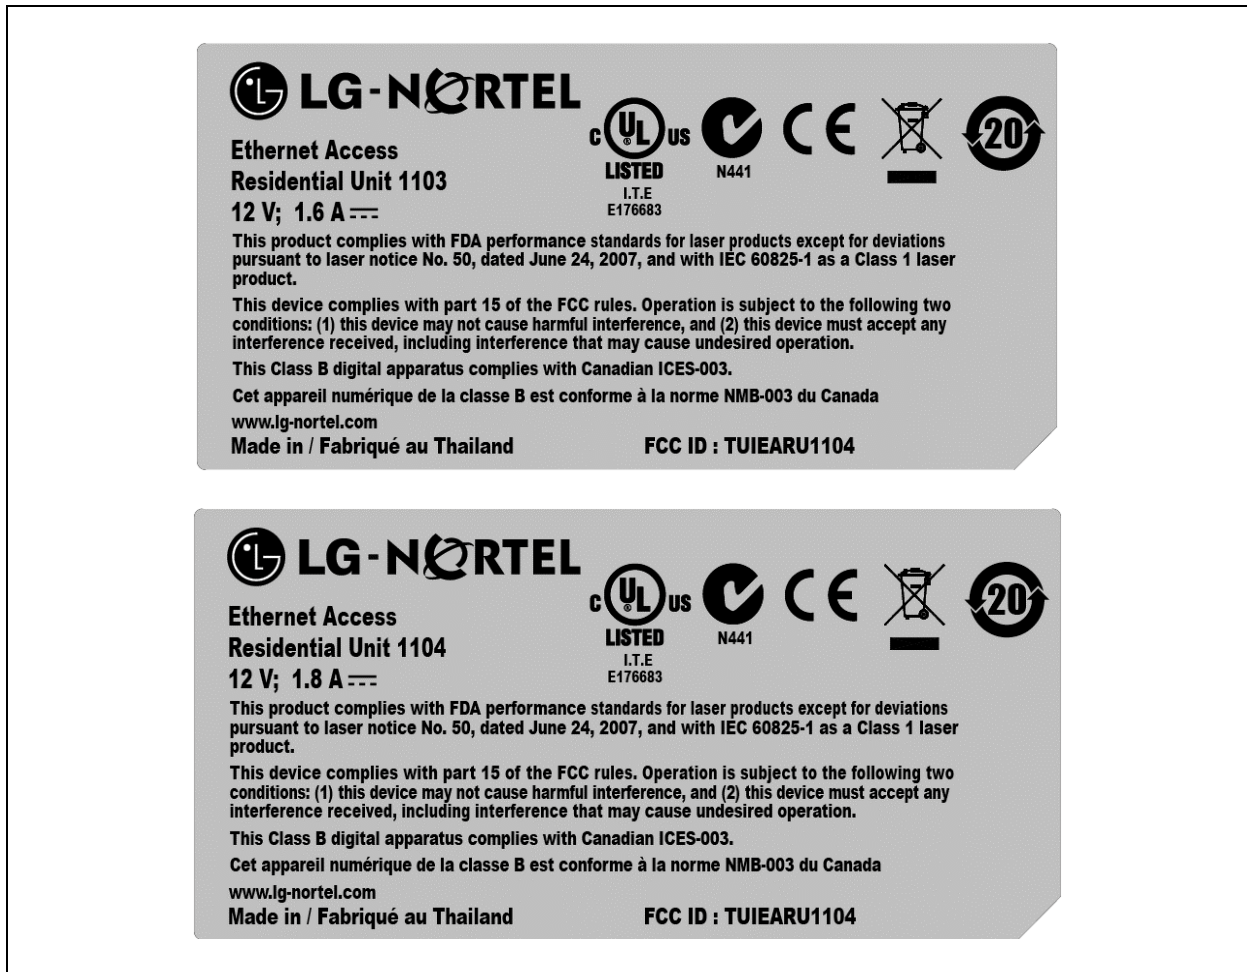 LG-NORTEL
Ethernet Access
Residential Unit 1103
12 V; 1.6 A
C UL US
LISTED
I.T.E
E176683
N441
CE
20
This product complies with FDA performance standards for laser products except for deviations
pursuant to laser notice No. 50, dated June 24, 2007, and with IEC 60825-1 as a Class 1 laser
product.
This device complies with part 15 of the FCC rules. Operation is subject to the following two
conditions: (1) this device may not cause harmful interference, and (2) this device must accept any
interference received, including interference that may cause undesired operation.
This Class B digital apparatus complies with Canadian ICES-003.
Cet appareil numérique de la classe B est conforme à la norme NMB-003 du Canada
www.lg-nortel.com
Made in / Fabriqué au Thailand FCC ID : TUIEARU1104
LG-NORTEL
Ethernet Access
Residential Unit 1104
12 V; 1.8 A
C UL US
LISTED
I.T.E
E176683
N441
CE
20
This product complies with FDA performance standards for laser products except for deviations
pursuant to laser notice No. 50, dated June 24, 2007, and with IEC 60825-1 as a Class 1 laser
product.
This device complies with part 15 of the FCC rules. Operation is subject to the following two
conditions: (1) this device may not cause harmful interference, and (2) this device must accept any
interference received, including interference that may cause undesired operation.
This Class B digital apparatus complies with Canadian ICES-003.
Cet appareil numérique de la classe B est conforme à la norme NMB-003 du Canada
www.lg-nortel.com
Made in / Fabriqué au Thailand FCC ID : TUIEARU1104